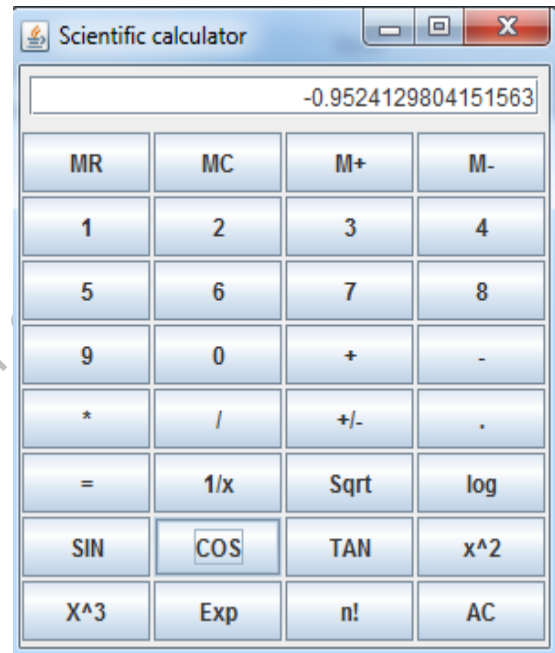 Scientific calculator
-0.9524129804151563
MR MC M+ M-
1 2 3 4
5 6 7 8
9 0 + -
* / +/- .
= 1/x Sqrt log
SIN COS TAN x^2
X^3 Exp n! AC